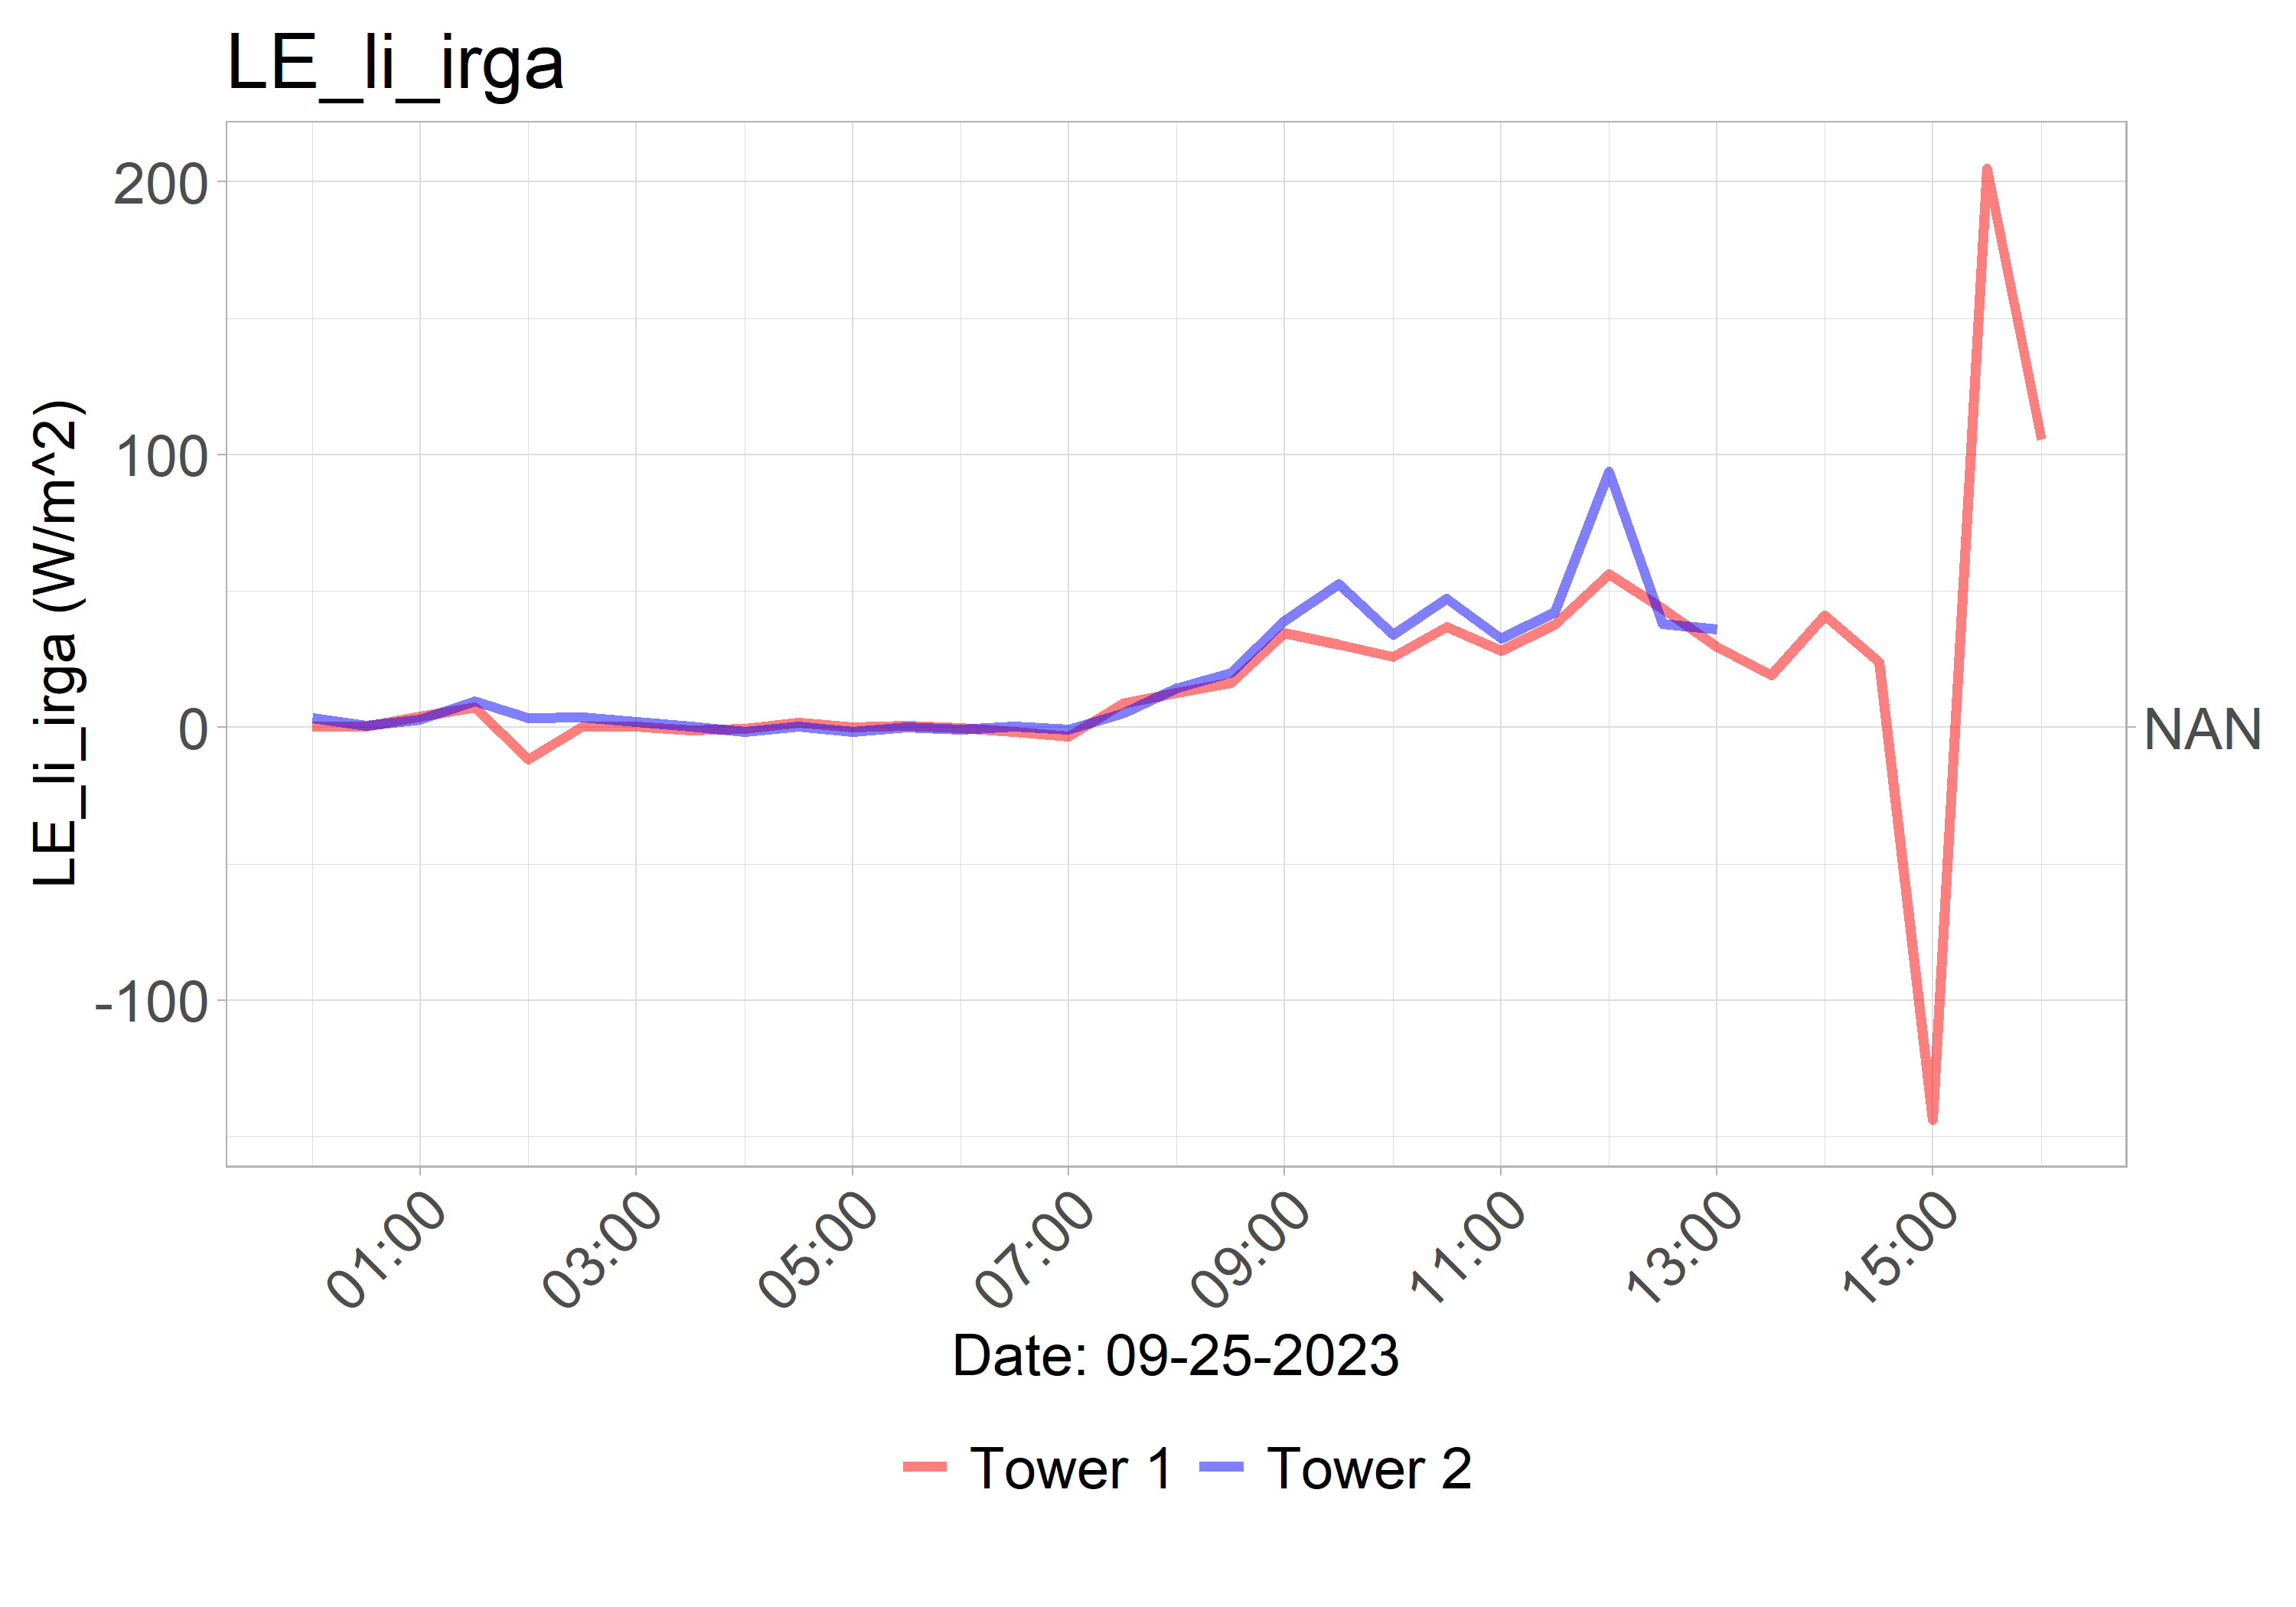 LE_li_irga
LE_li_irga (W/m^2)
200
100
0
-100
NAN
01:00
03:00
05:00
07:00
09:00
11:00
13:00
15:00
Date: 09-25-2023
Tower 1
Tower 2